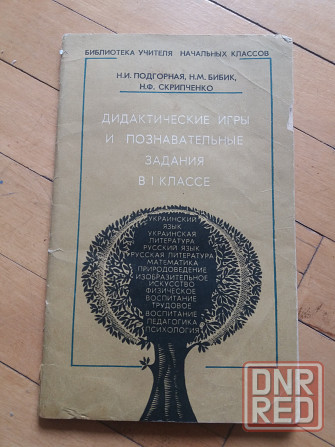 БИБЛИОТЕКА УЧИТЕЛЯ НАЧАЛЬНЫХ КЛАССОВ
Н.И. ПОДГОРНАЯ, Н.М. БИБИК,
Н.Ф. СКРИПЧЕНКО
ДИДАКТИЧЕСКИЕ ИГРЫ
И ПОЗНАВАТЕЛЬНЫЕ
ЗАДАНИЯ
В I КЛАССЕ
УКРАИНСКИЙ
ЯЗЫК
УКРАИНСКАЯ
ЛИТЕРАТУРА
РУССКИЙ ЯЗЫК
РУССКАЯ ЛИТЕРАТУРА
МАТЕМАТИКА
ПРИРОДОВЕДЕНИЕ
ИЗОБРАЗИТЕЛЬНОЕ
ИСКУССТВО
ФИЗИЧЕСКОЕ
ВОСПИТАНИЕ
ТРУДОВОЕ
ВОСПИТАНИЕ
ПЕДАГОГИКА
ПСИХОЛОГИЯ
DNR
RED